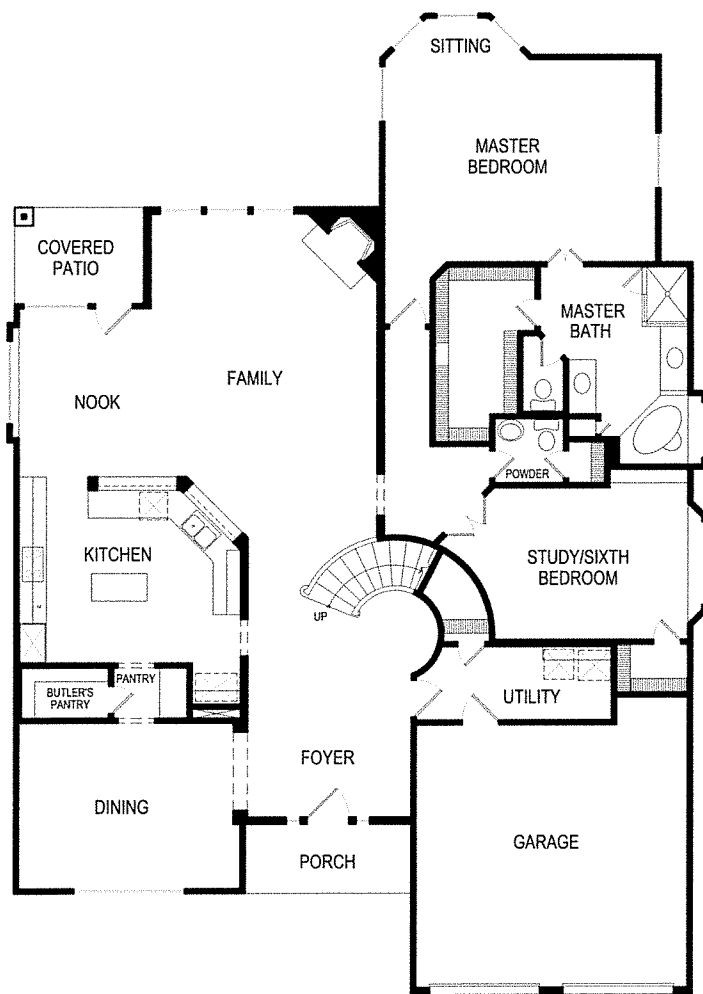 SITTING
MASTER
BEDROOM
COVERED
PATIO
MASTER
BATH
FAMILY
NOOK
POWDER
KITCHEN
STUDY/SIXTH
BEDROOM
UP
PANTRY
BUTLER'S
PANTRY
UTILITY
FOYER
DINING
GARAGE
PORCH